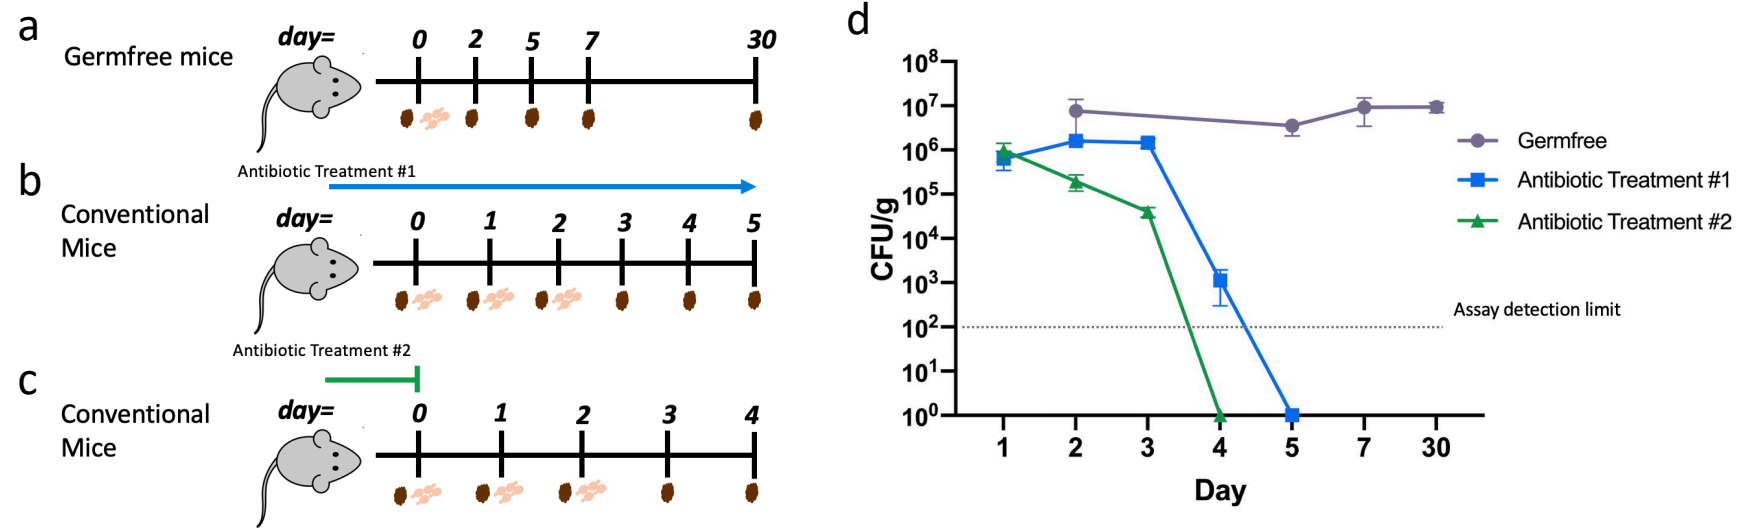 a
Germfree mice
day=
0 2 5 7 30
Antibiotic Treatment #1
b
Conventional
Mice
day=
0 1 2 3 4 5
Antibiotic Treatment #2
c
Conventional
Mice
day=
0 1 2 3 4
d
10⁸
10⁷
10⁶
10⁵
10⁴
10³
10²
10¹
10⁰
CFU/g
1 2 3 4 5 7 30
Day
Germfree
Antibiotic Treatment #1
Antibiotic Treatment #2
Assay detection limit